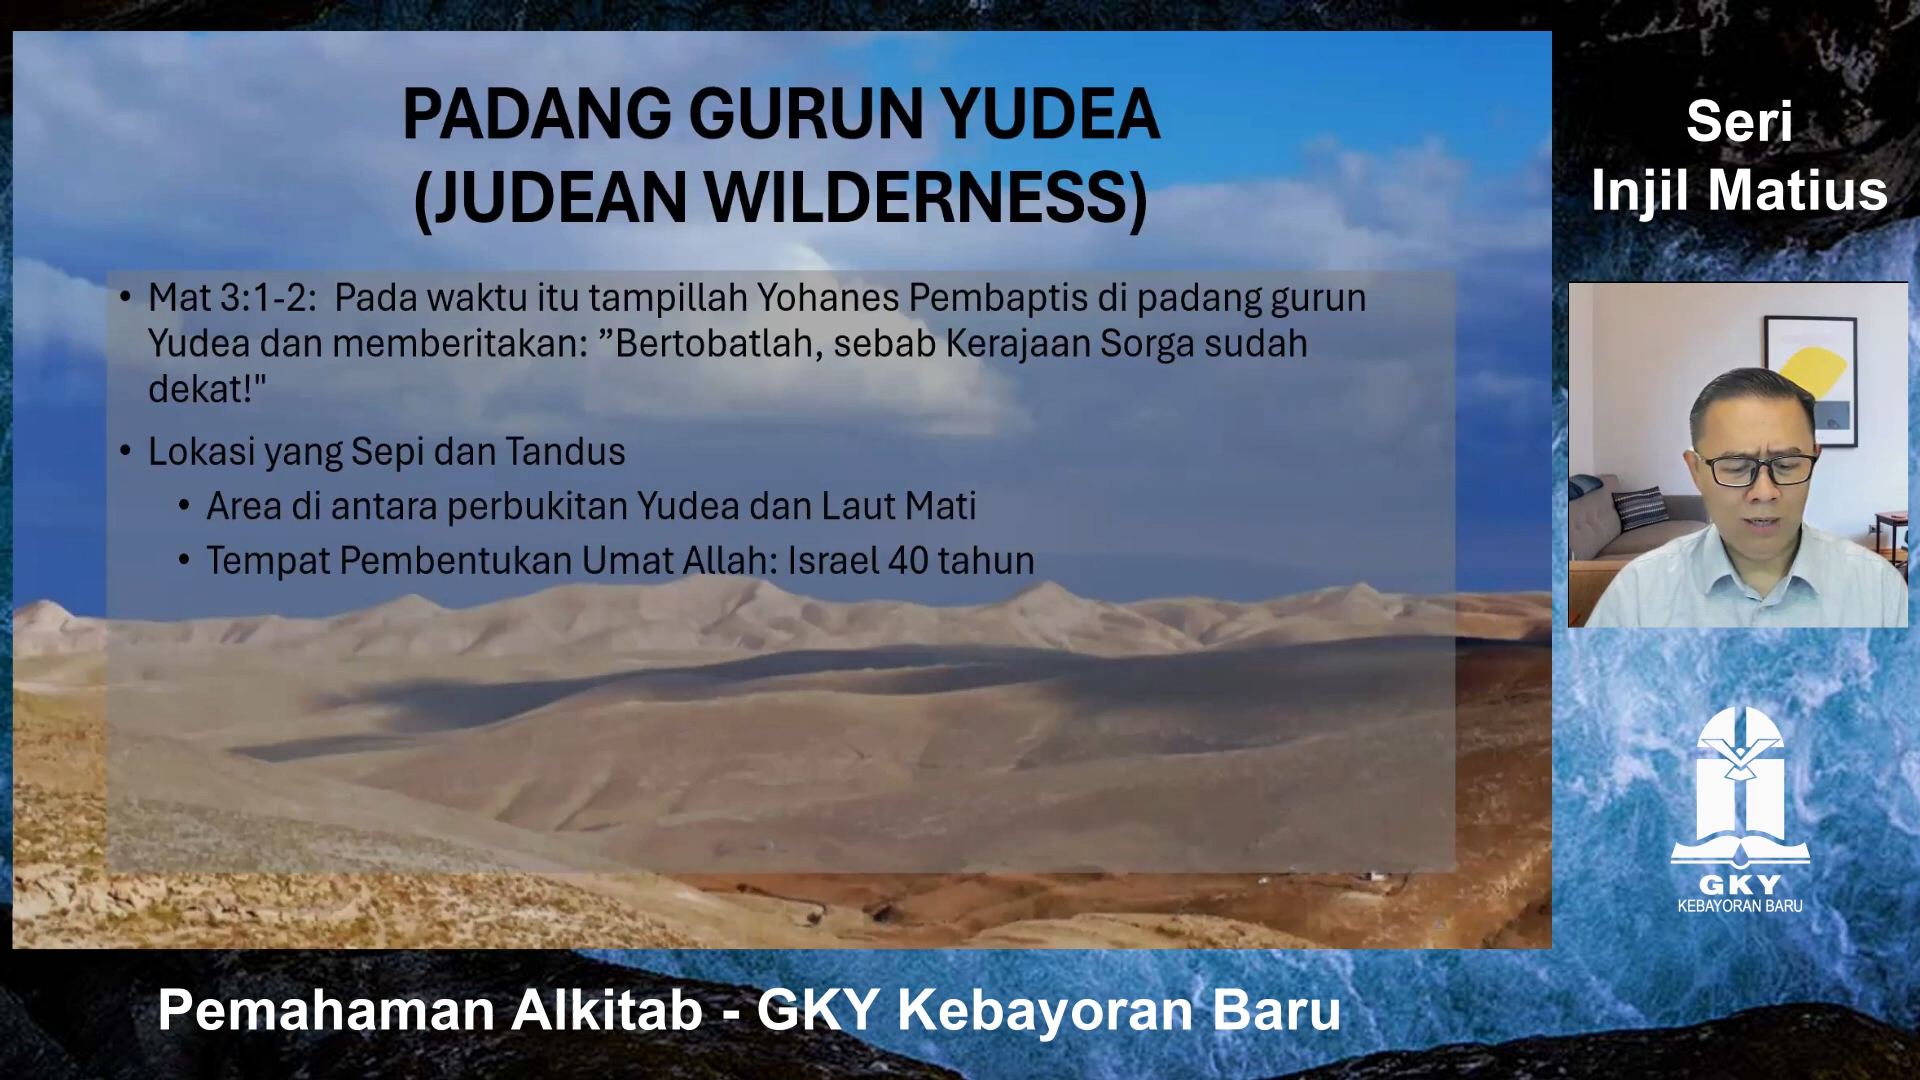 PADANG GURUN YUDEA
(JUDEAN WILDERNESS)
• Mat 3:1-2:  Pada waktu itu tampillah Yohanes Pembaptis di padang gurun
Yudea dan memberitakan: ”Bertobatlah, sebab Kerajaan Sorga sudah
dekat!"
• Lokasi yang Sepi dan Tandus
• Area di antara perbukitan Yudea dan Laut Mati
• Tempat Pembentukan Umat Allah: Israel 40 tahun
Seri
Injil Matius
GKY
KEBAYORAN BARU
Pemahaman Alkitab - GKY Kebayoran Baru